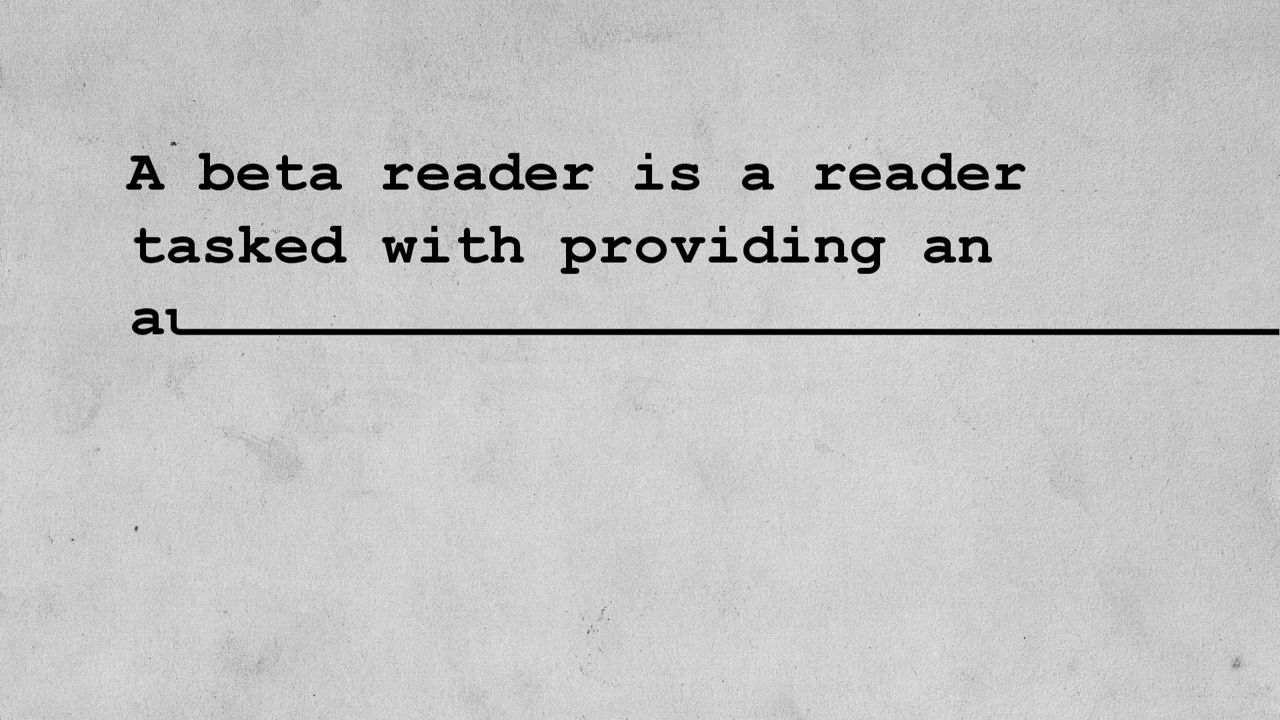 A beta reader is a reader
tasked with providing an
a